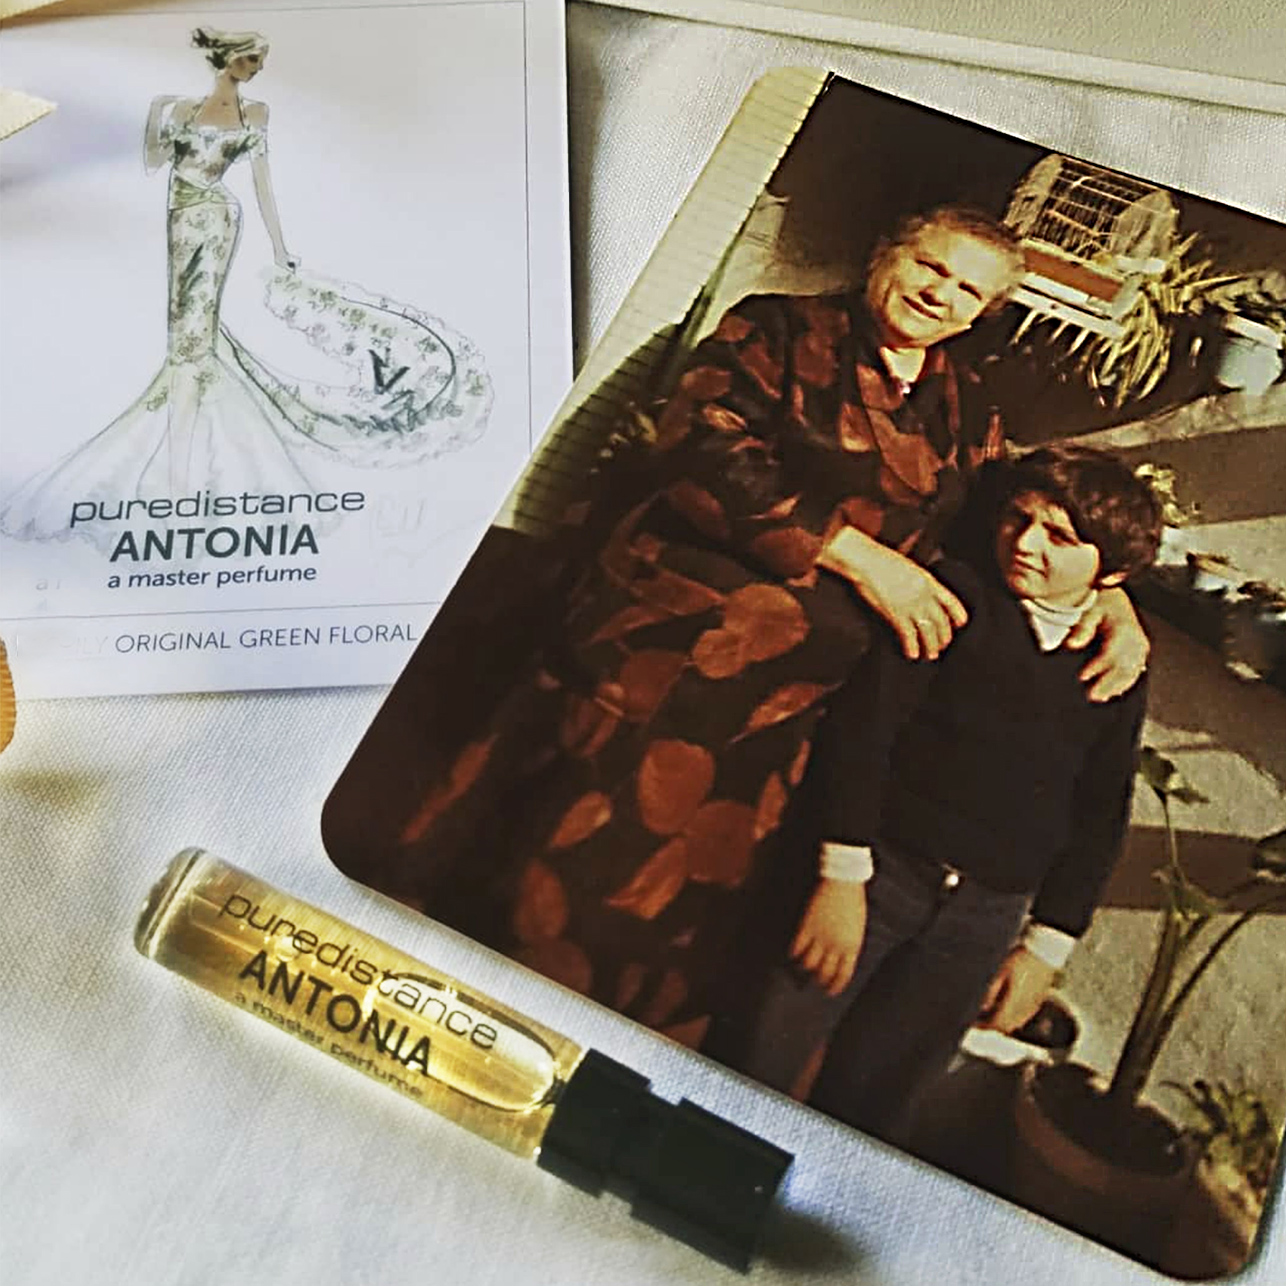 puredistance
ANTONIA
a master perfume
ORIGINAL GREEN FLORAL
puredistance
ANTONIA
a master perfume